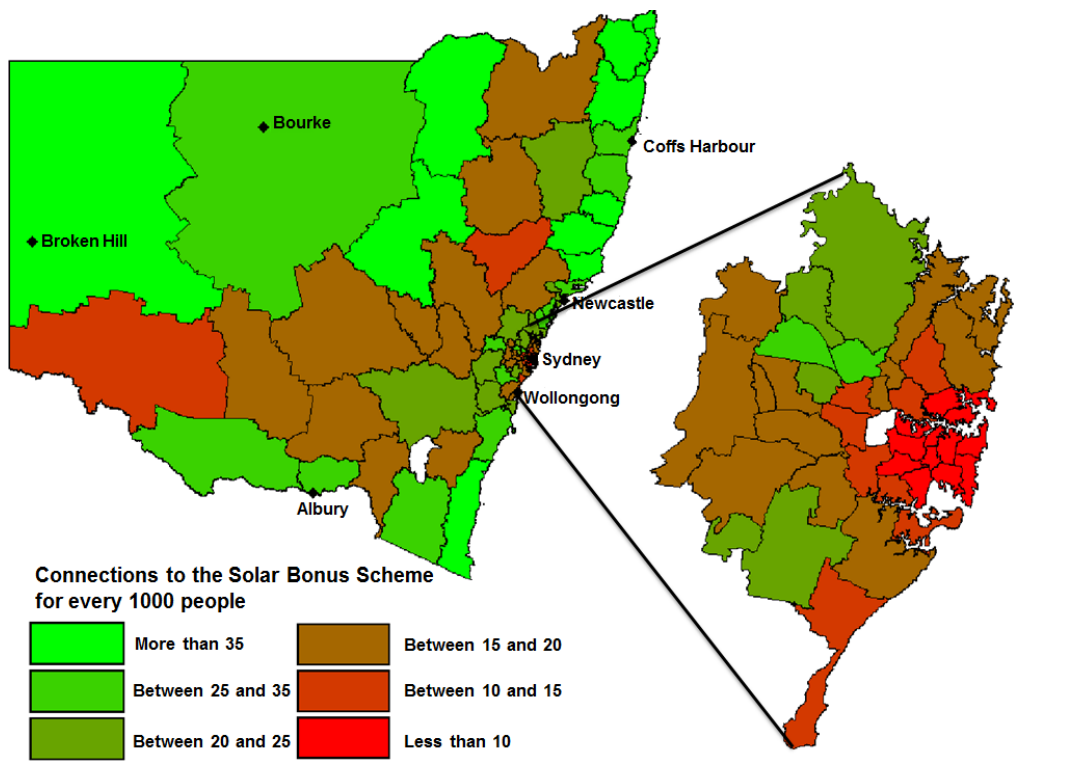 Bourke
Coffs Harbour
Broken Hill
Newcastle
Sydney
Wollongong
Albury
Connections to the Solar Bonus Scheme
for every 1000 people
More than 35
Between 15 and 20
Between 25 and 35
Between 10 and 15
Between 20 and 25
Less than 10